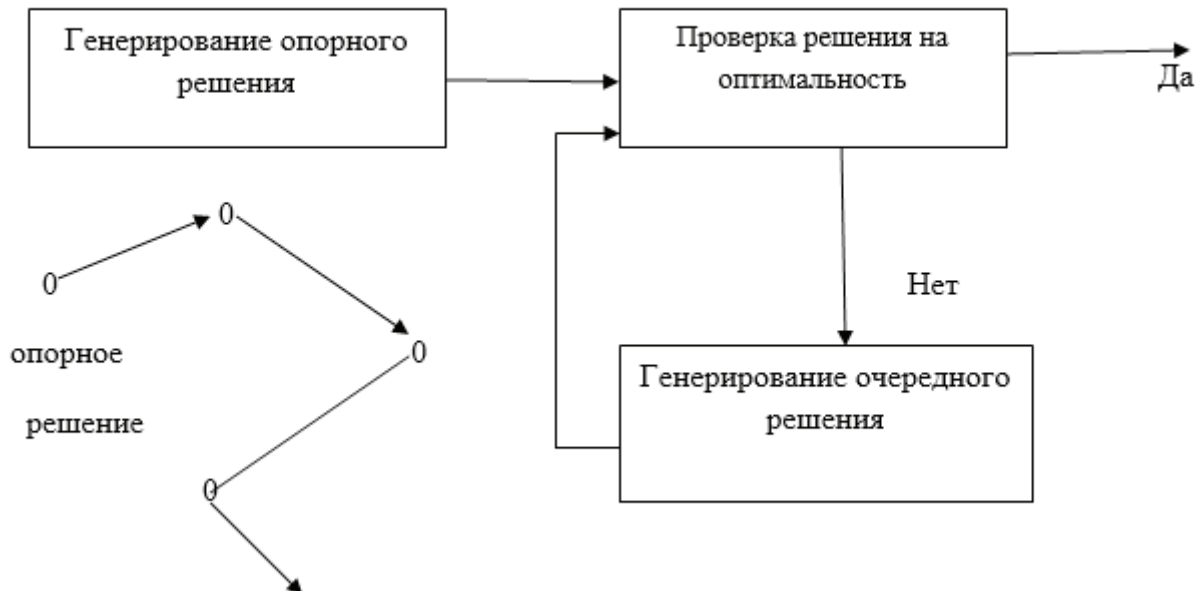 Генерирование опорного
решения
Проверка решения на
оптимальность
Да
0
0
Нет
0
опорное
Генерирование очередного
решения
решение
0